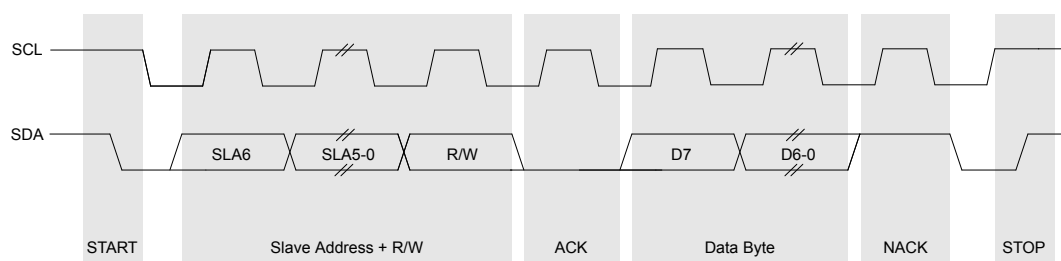 SCL
SDA
SLA6 SLA5-0 R/W D7 D6-0
START Slave Address + R/W ACK Data Byte NACK STOP